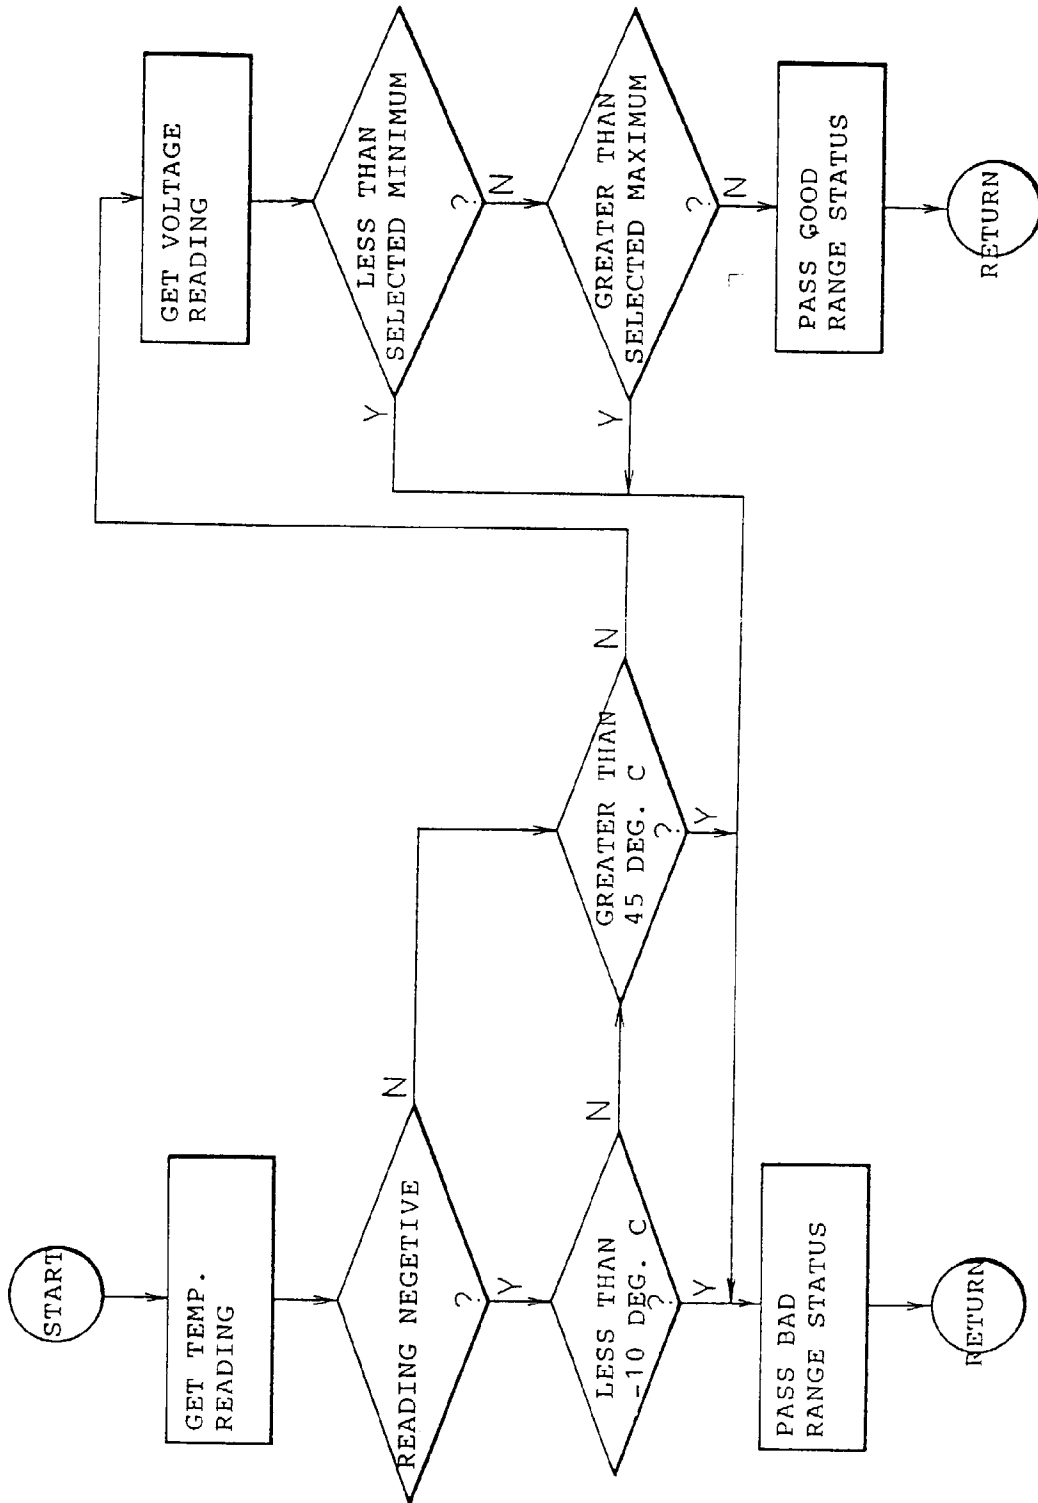 START
GET TEMP.
READING
READING NEGETIVE
?
N
Y
LESS THAN
-10 DEG. C
?
N
Y
PASS BAD
RANGE STATUS
RETURN
GREATER THAN
45 DEG. C
?
N
Y
GET VOLTAGE
READING
LESS THAN
SELECTED MINIMUM
?
Y
N
GREATER THAN
SELECTED MAXIMUM
?
Y
N
PASS GOOD
RANGE STATUS
RETURN